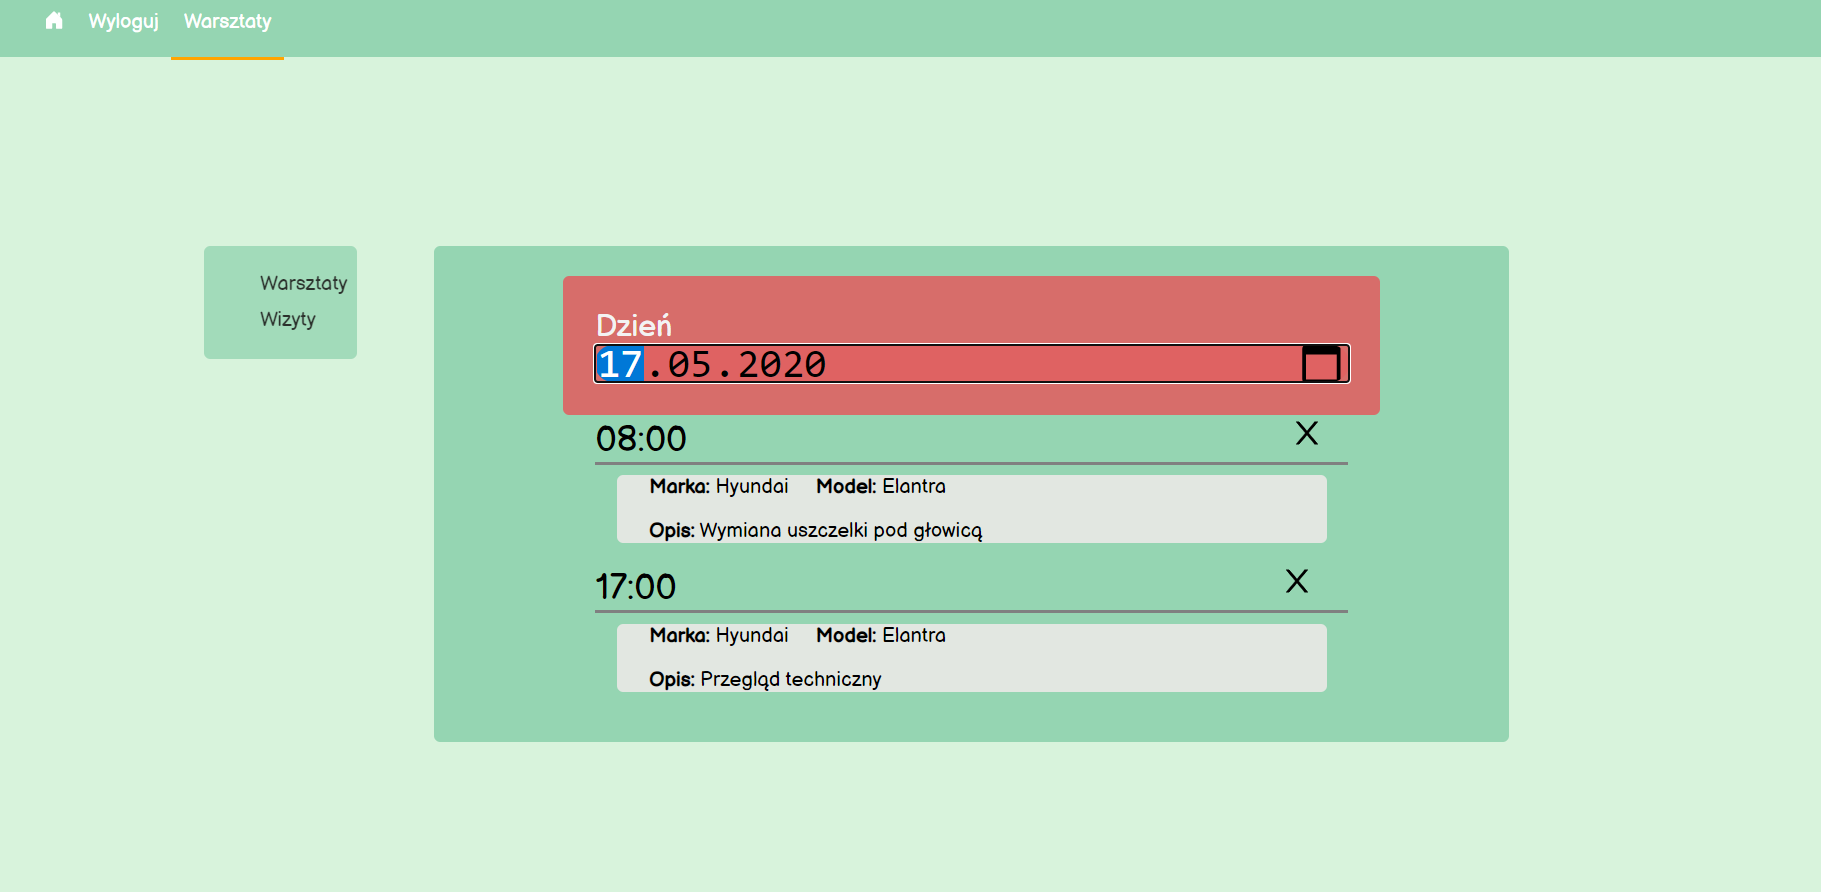 Wyloguj Warsztaty
Warsztaty
Wizyty
Dzień
17.05.2020
08:00 X
Marka: Hyundai Model: Elantra
Opis: Wymiana uszczelki pod głowicą
17:00 X
Marka: Hyundai Model: Elantra
Opis: Przegląd techniczny